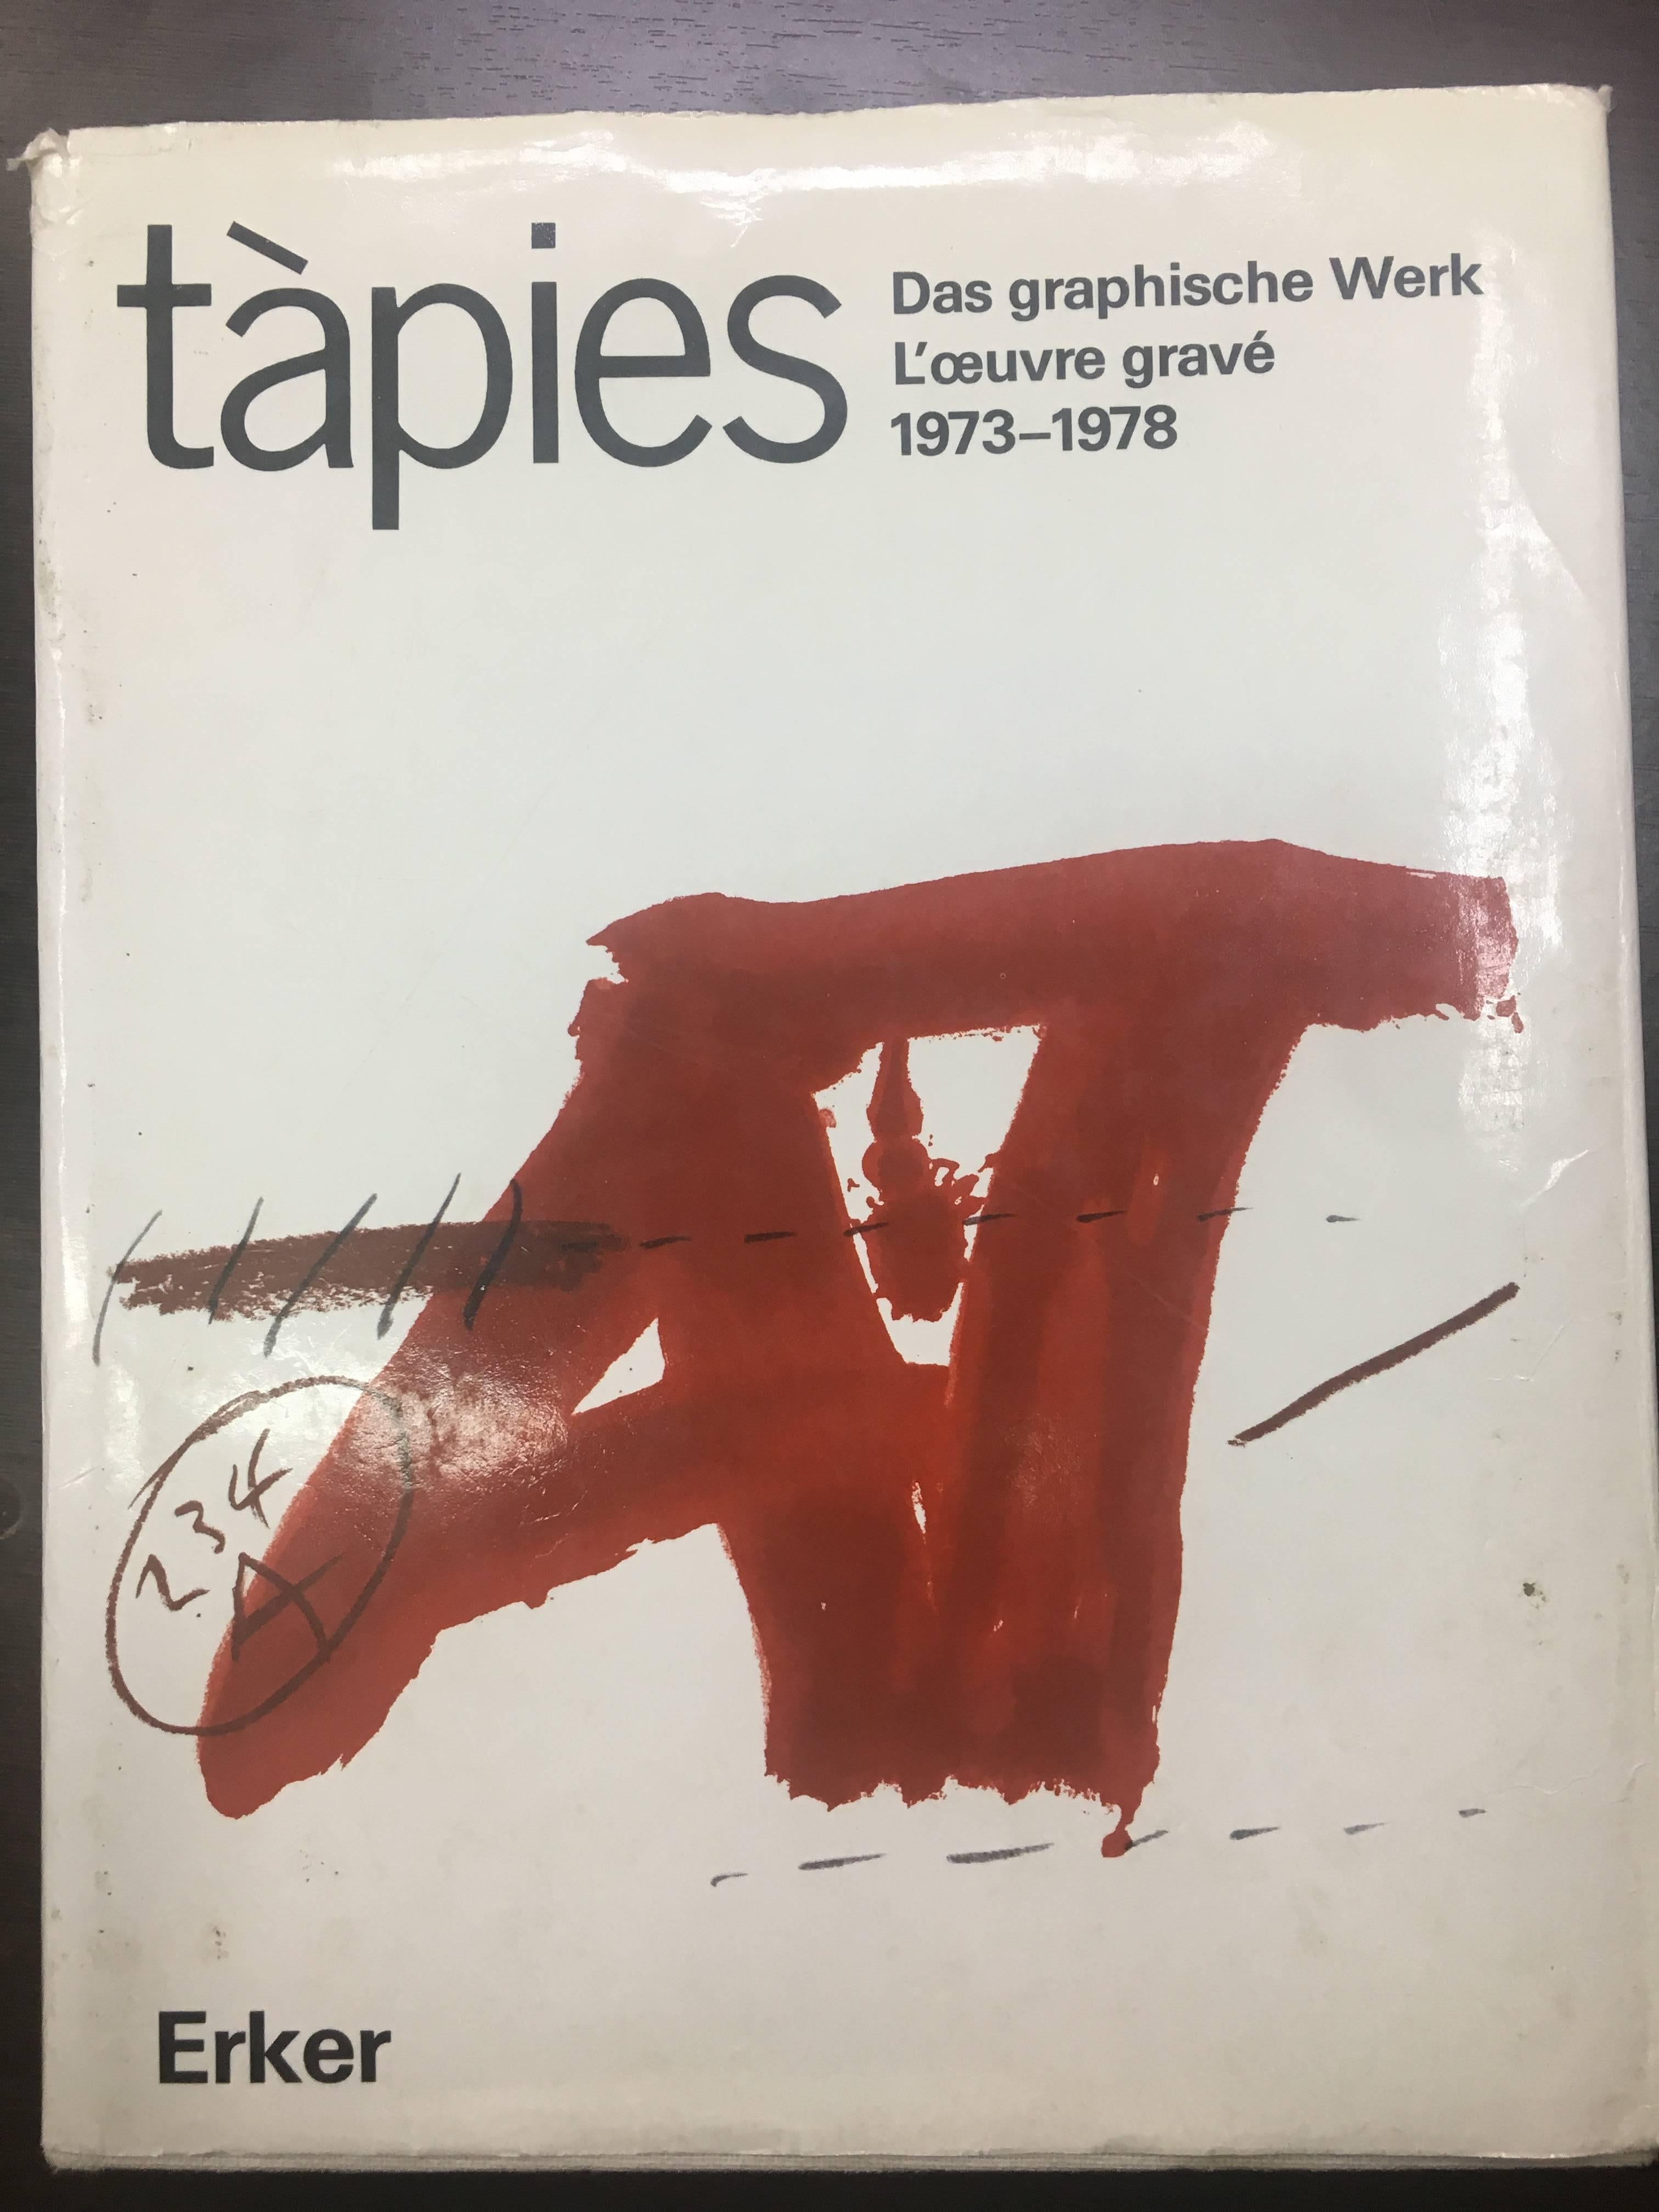 tàpies
Das graphische Werk
L'œuvre gravé
1973–1978
234
A
Erker